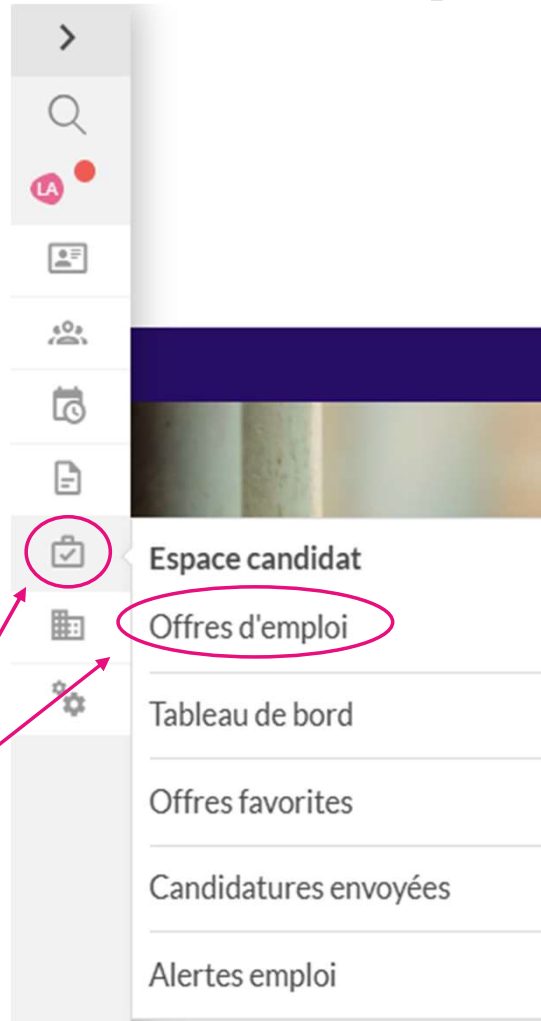 LA
Espace candidat
Offres d'emploi
Tableau de bord
Offres favorites
Candidatures envoyées
Alertes emploi